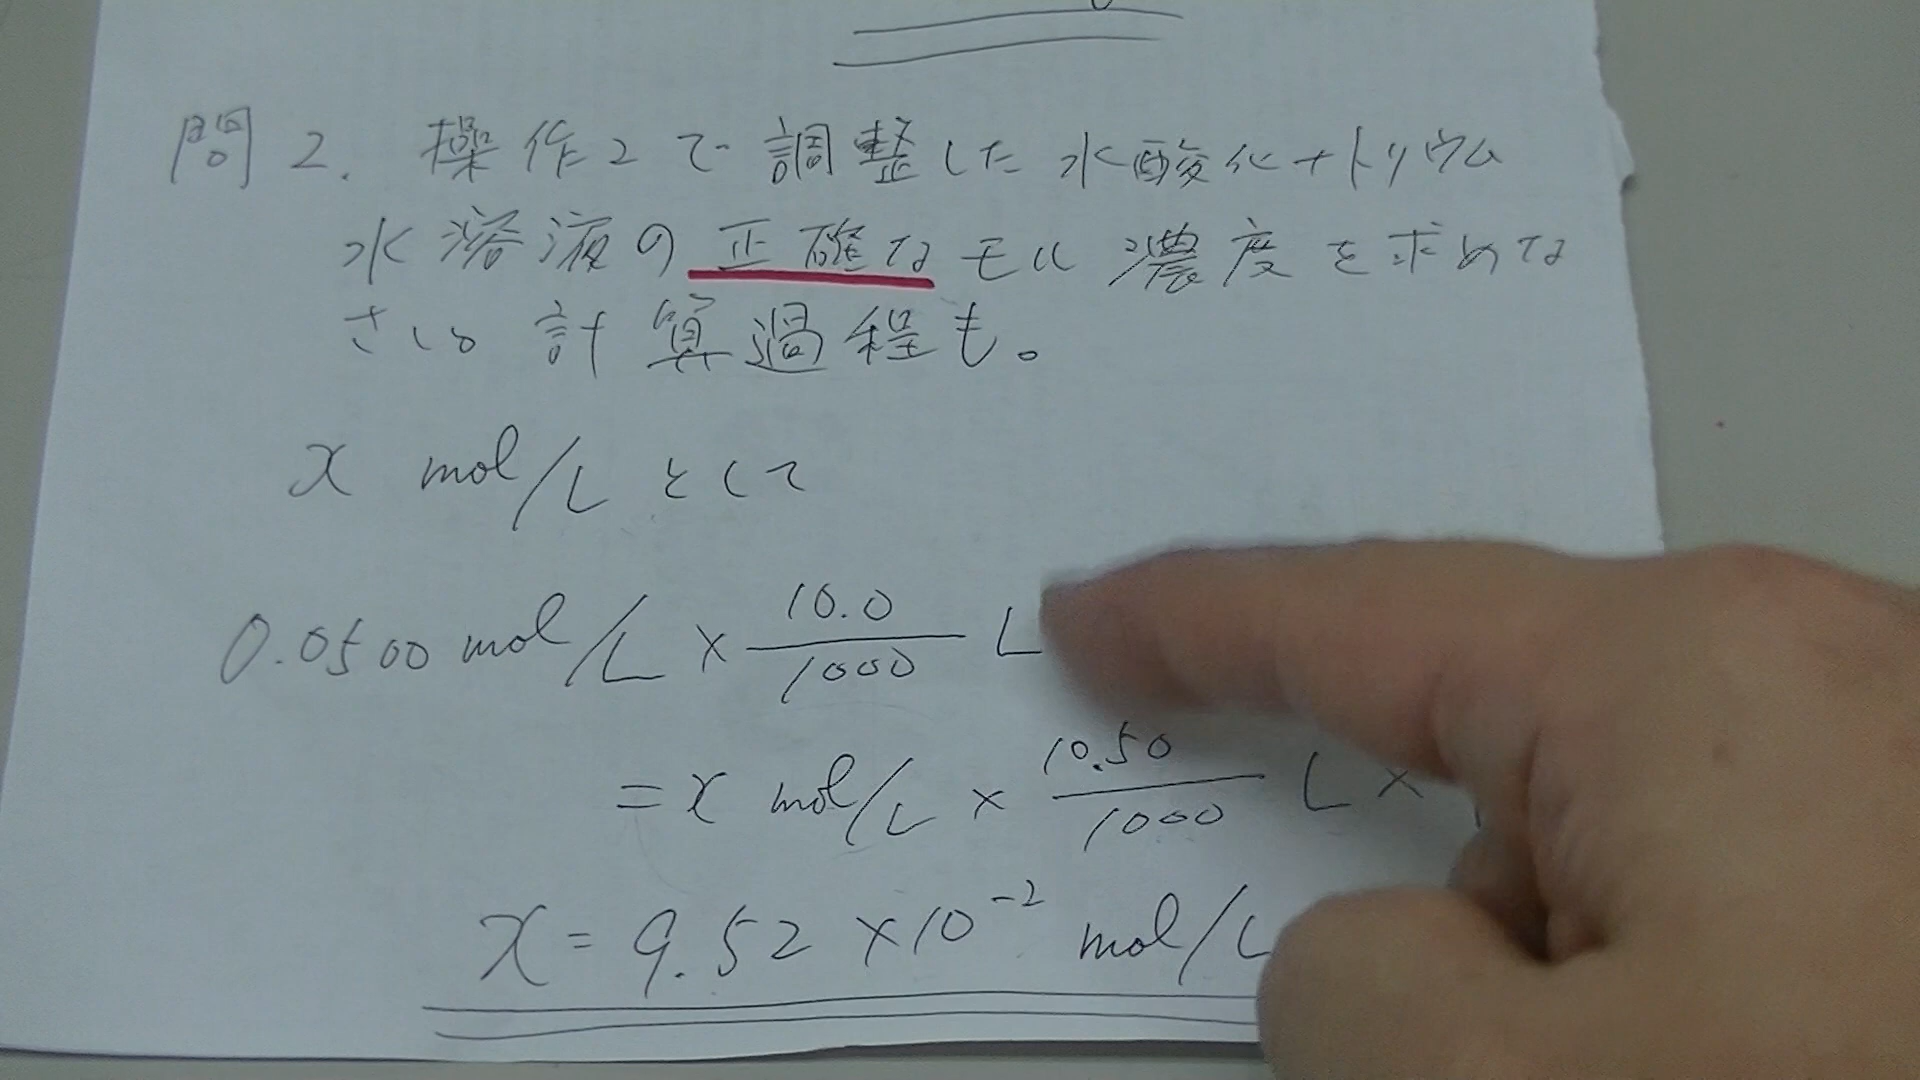 問2. 操作2で調整した水酸化ナトリウム
水溶液の正確なモル濃度を求めな
さい 計算過程も。
x mol/L として
0.0500 mol/L × 10.0/1000 L
= x mol/L × 10.50/1000 L ×
x = 9.52 × 10⁻² mol/L